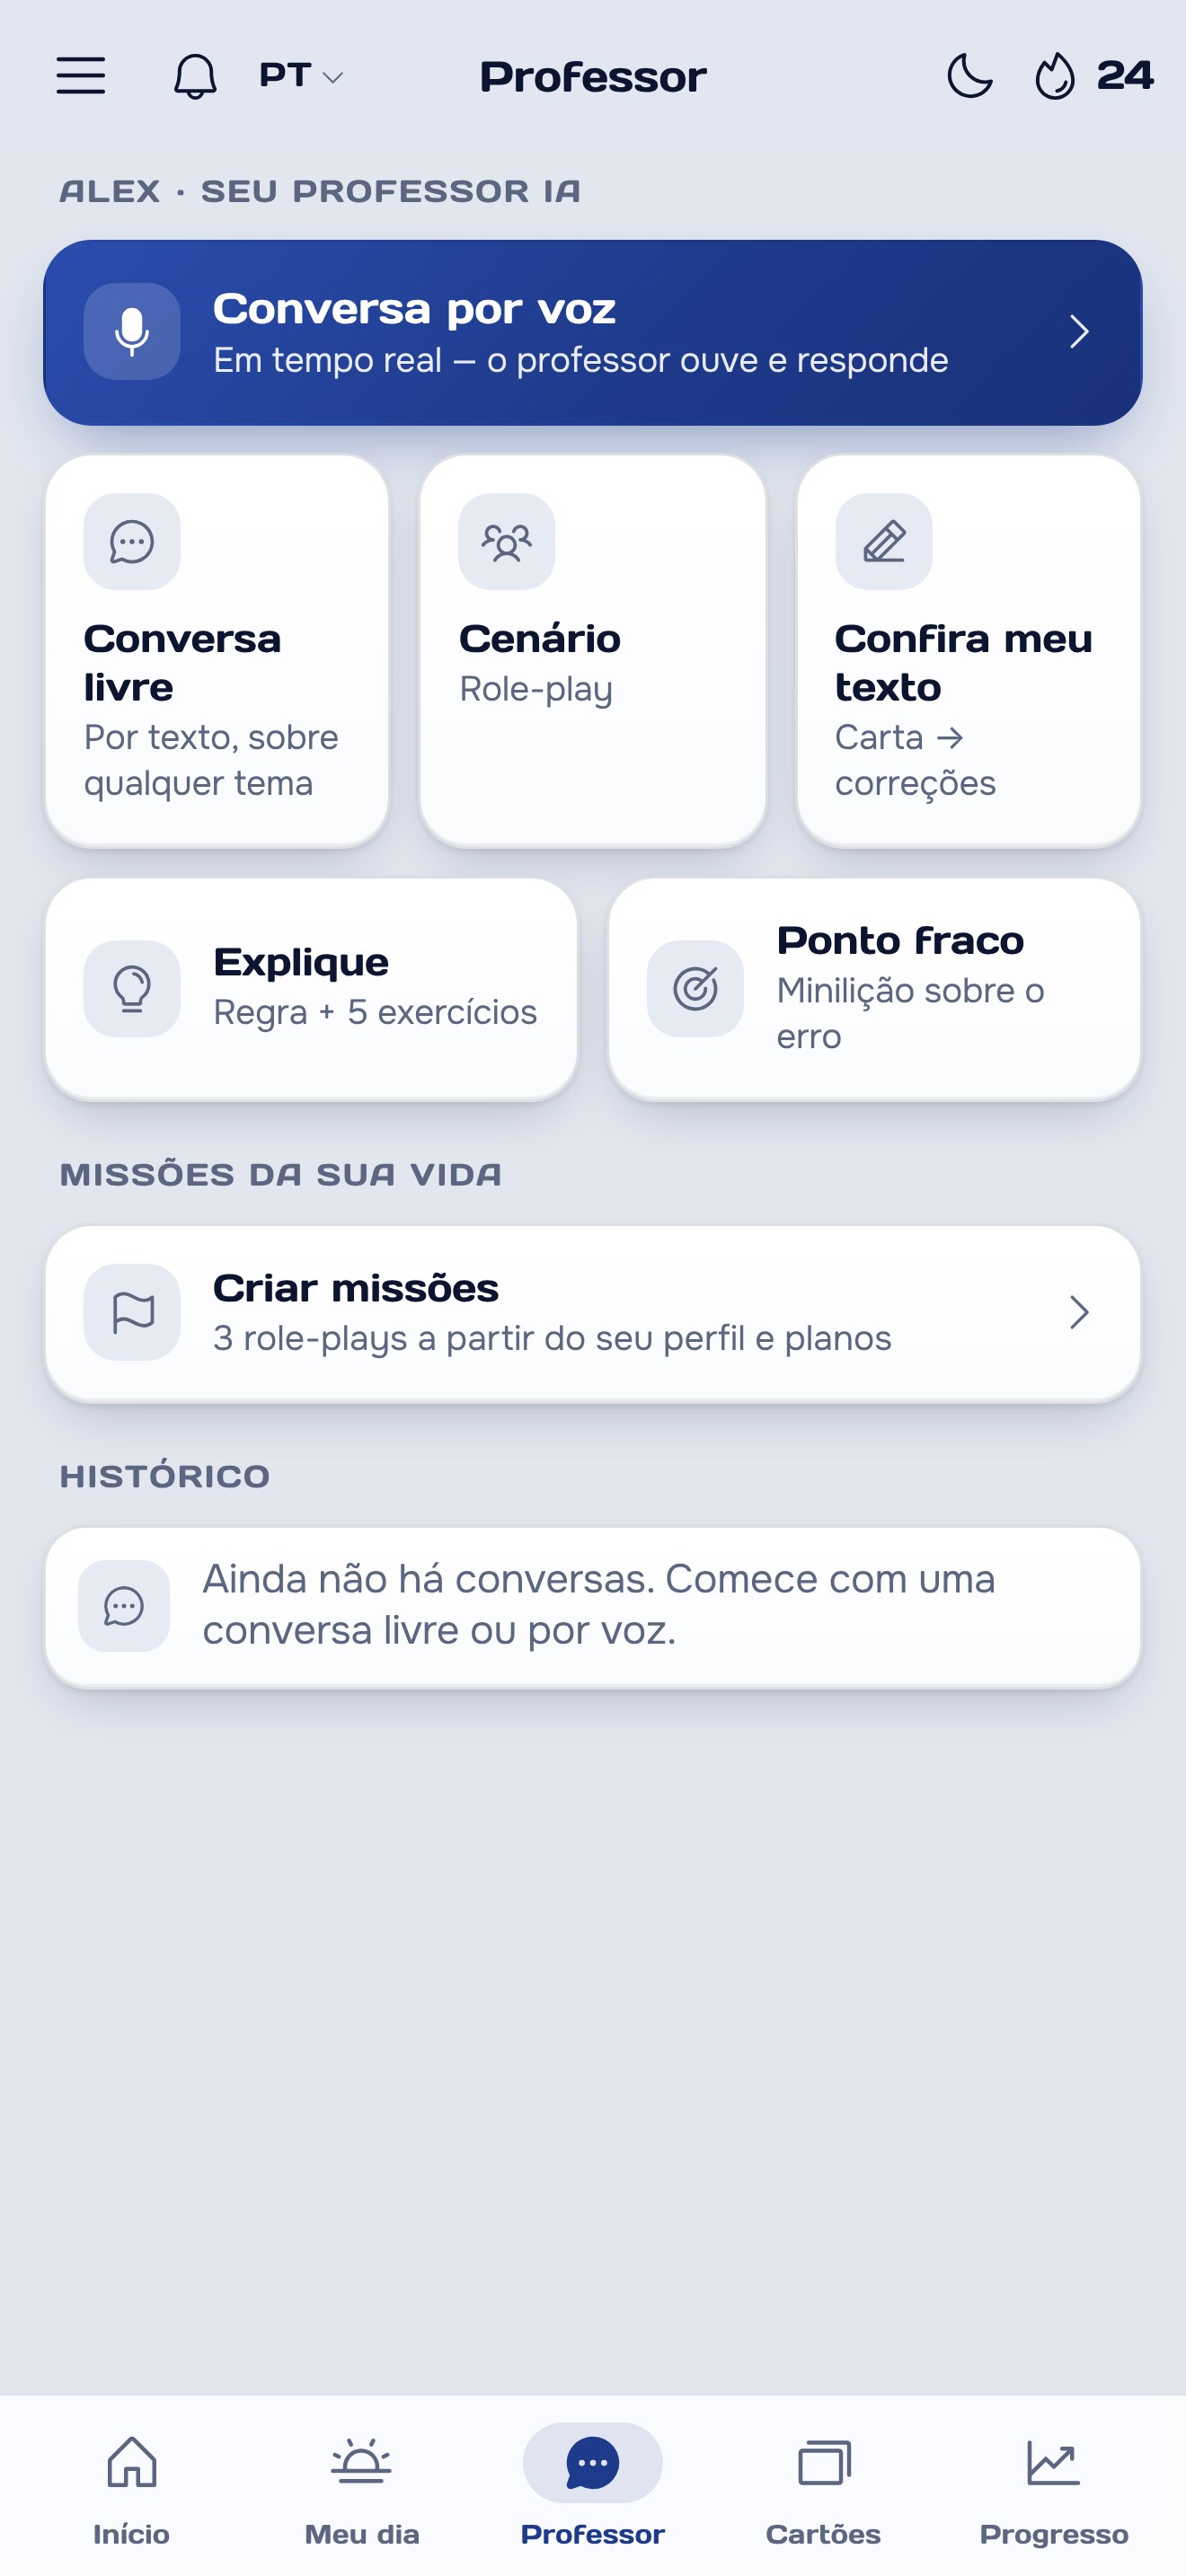 PT
Professor
24
ALEX · SEU PROFESSOR IA
Conversa por voz
Em tempo real — o professor ouve e responde
Conversa
livre
Por texto, sobre
qualquer tema
Cenário
Role-play
Confira meu
texto
Carta →
correções
Explique
Regra + 5 exercícios
Ponto fraco
Minilição sobre o
erro
MISSÕES DA SUA VIDA
Criar missões
3 role-plays a partir do seu perfil e planos
HISTÓRICO
Ainda não há conversas. Comece com uma
conversa livre ou por voz.
Início
Meu dia
Professor
Cartões
Progresso